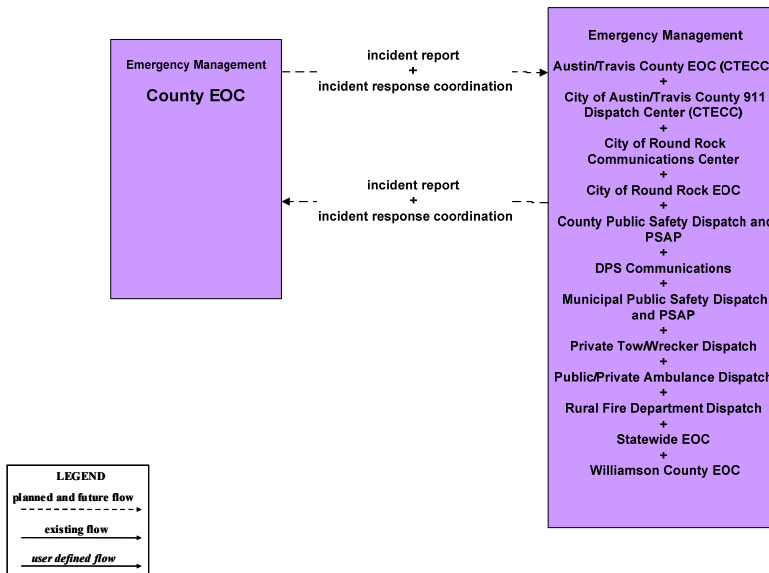 Emergency Management
County EOC
incident report
+
incident response coordination
incident report
+
incident response coordination
Emergency Management
Austin/Travis County EOC (CTECC)
+
City of Austin/Travis County 911
Dispatch Center (CTECC)
+
City of Round Rock
Communications Center
+
City of Round Rock EOC
+
County Public Safety Dispatch and
PSAP
+
DPS Communications
+
Municipal Public Safety Dispatch
and PSAP
+
Private Tow/Wrecker Dispatch
+
Public/Private Ambulance Dispatch
+
Rural Fire Department Dispatch
+
Statewide EOC
+
Williamson County EOC
LEGEND
planned and future flow
existing flow
user defined flow